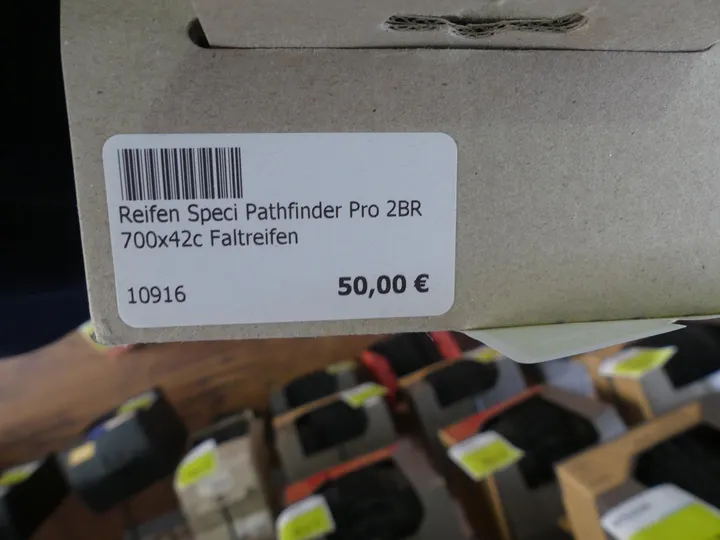 Reifen Speci Pathfinder Pro 2BR
700x42c Faltreifen
10916
50,00 €